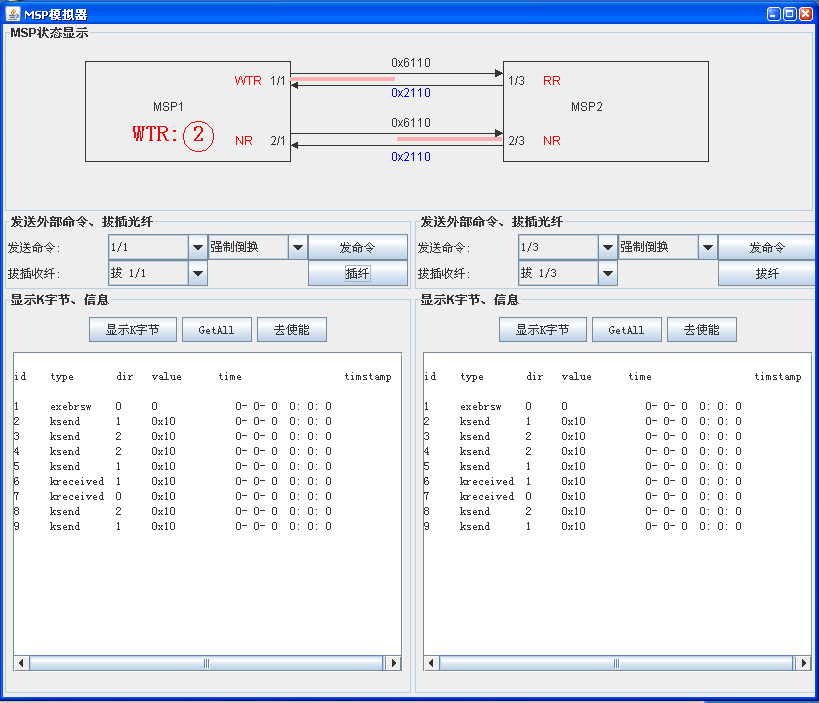 MSP模拟器
MSP状态显示
0x6110
WTR 1/1 1/3 RR
0x2110
MSP1 MSP2
0x6110
WTR: 2
NR 2/1 2/3 NR
0x2110
发送外部命令、拔插光纤 发送外部命令、拔插光纤
发送命令: 1/1 强制倒换 发命令 发送命令: 1/3 强制倒换 发命令
拔插收纤: 拔 1/1 插纤 拔插收纤: 拔 1/3 拔纤
显示K字节、信息 显示K字节、信息
显示K字节 GetAll 去使能 显示K字节 GetAll 去使能
id type dir value time timstamp id type dir value time timstamp
1 exebrsw 0 0 0- 0- 0 0: 0: 0 1 exebrsw 0 0 0- 0- 0 0: 0: 0
2 ksend 1 0x10 0- 0- 0 0: 0: 0 2 ksend 1 0x10 0- 0- 0 0: 0: 0
3 ksend 2 0x10 0- 0- 0 0: 0: 0 3 ksend 2 0x10 0- 0- 0 0: 0: 0
4 ksend 2 0x10 0- 0- 0 0: 0: 0 4 ksend 2 0x10 0- 0- 0 0: 0: 0
5 ksend 1 0x10 0- 0- 0 0: 0: 0 5 ksend 1 0x10 0- 0- 0 0: 0: 0
6 kreceived 1 0x10 0- 0- 0 0: 0: 0 6 kreceived 1 0x10 0- 0- 0 0: 0: 0
7 kreceived 0 0x10 0- 0- 0 0: 0: 0 7 kreceived 0 0x10 0- 0- 0 0: 0: 0
8 ksend 2 0x10 0- 0- 0 0: 0: 0 8 ksend 2 0x10 0- 0- 0 0: 0: 0
9 ksend 1 0x10 0- 0- 0 0: 0: 0 9 ksend 1 0x10 0- 0- 0 0: 0: 0